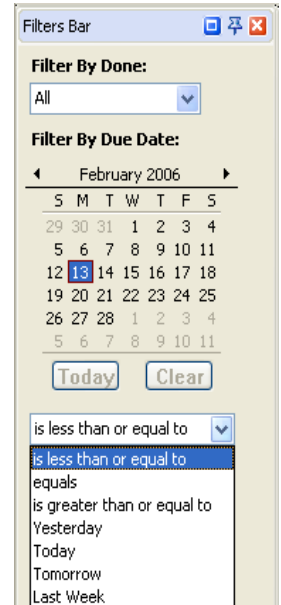 Filters Bar
Filter By Done:
All
Filter By Due Date:
February 2006
S M T W T F S
29 30 31 1 2 3 4
5 6 7 8 9 10 11
12 13 14 15 16 17 18
19 20 21 22 23 24 25
26 27 28 1 2 3 4
5 6 7 8 9 10 11
Today Clear
is less than or equal to
is less than or equal to
equals
is greater than or equal to
Yesterday
Today
Tomorrow
Last Week